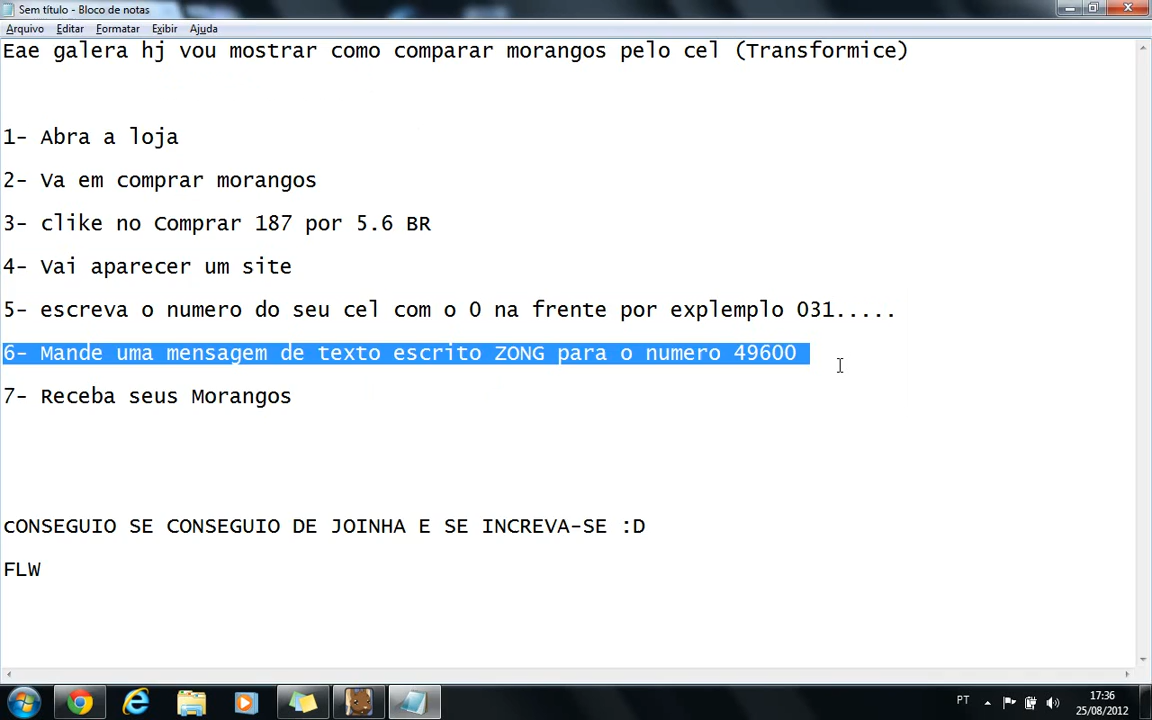 Sem título - Bloco de notas
Arquivo Editar Formatar Exibir Ajuda
Eae galera hj vou mostrar como comparar morangos pelo cel (Transformice)
1- Abra a loja
2- Va em comprar morangos
3- clike no Comprar 187 por 5.6 BR
4- Vai aparecer um site
5- escreva o numero do seu cel com o 0 na frente por explemplo 031.....
6- Mande uma mensagem de texto escrito ZONG para o numero 49600
7- Receba seus Morangos
cONSEGUIO SE CONSEGUIO DE JOINHA E SE INCREVA-SE :D
FLW
PT
17:36
25/08/2012